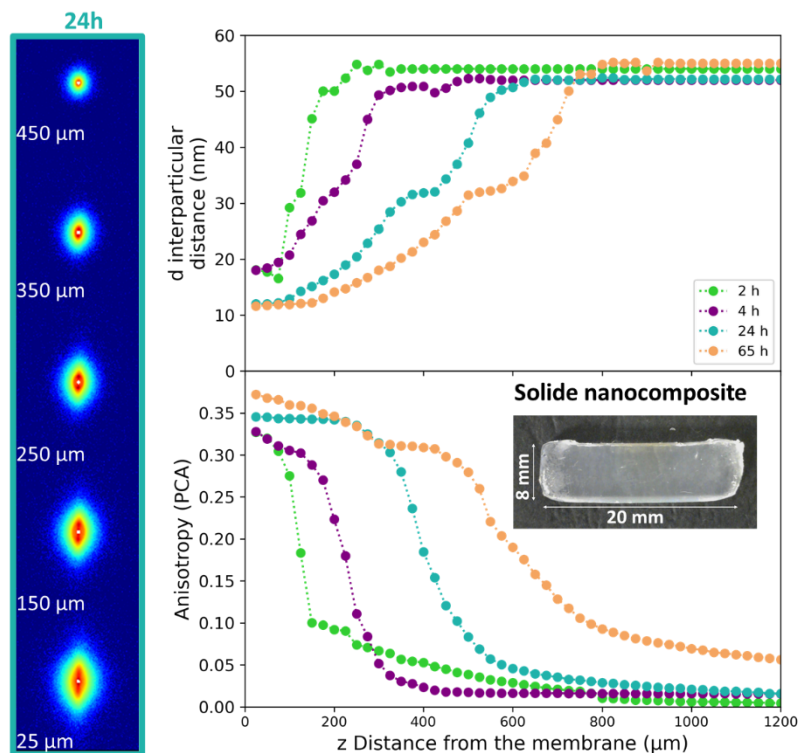 24h
450 µm
350 µm
250 µm
150 µm
25 µm
d interparticular
distance (nm)
60
50
40
30
20
10
0
2 h
4 h
24 h
65 h
Anisotropy (PCA)
0.35
0.30
0.25
0.20
0.15
0.10
0.05
0.00
Solide nanocomposite
8 mm
20 mm
0
200
400
600
800
1000
1200
z Distance from the membrane (µm)